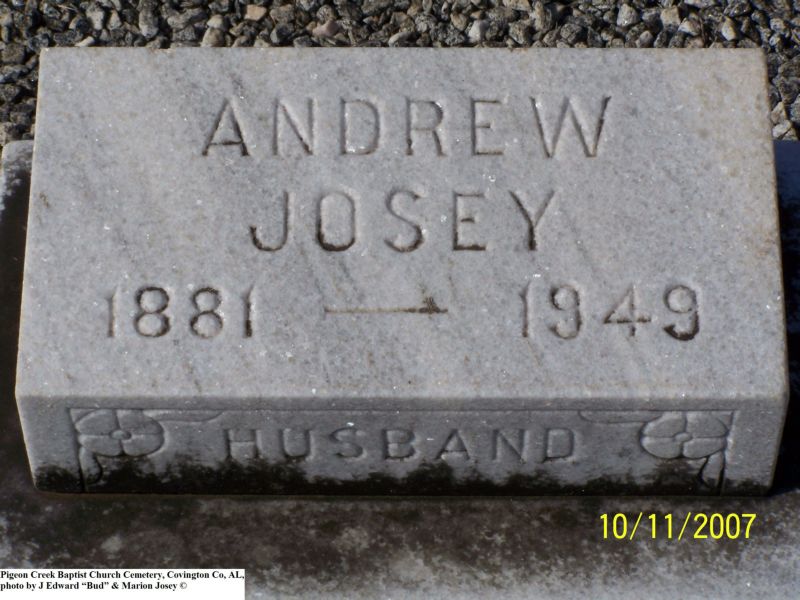 ANDREW
JOSEY
1881 — 1949
HUSBAND
10/11/2007
Pigeon Creek Baptist Church Cemetery, Covington Co, AL,
photo by J Edward “Bud” & Marion Josey ©